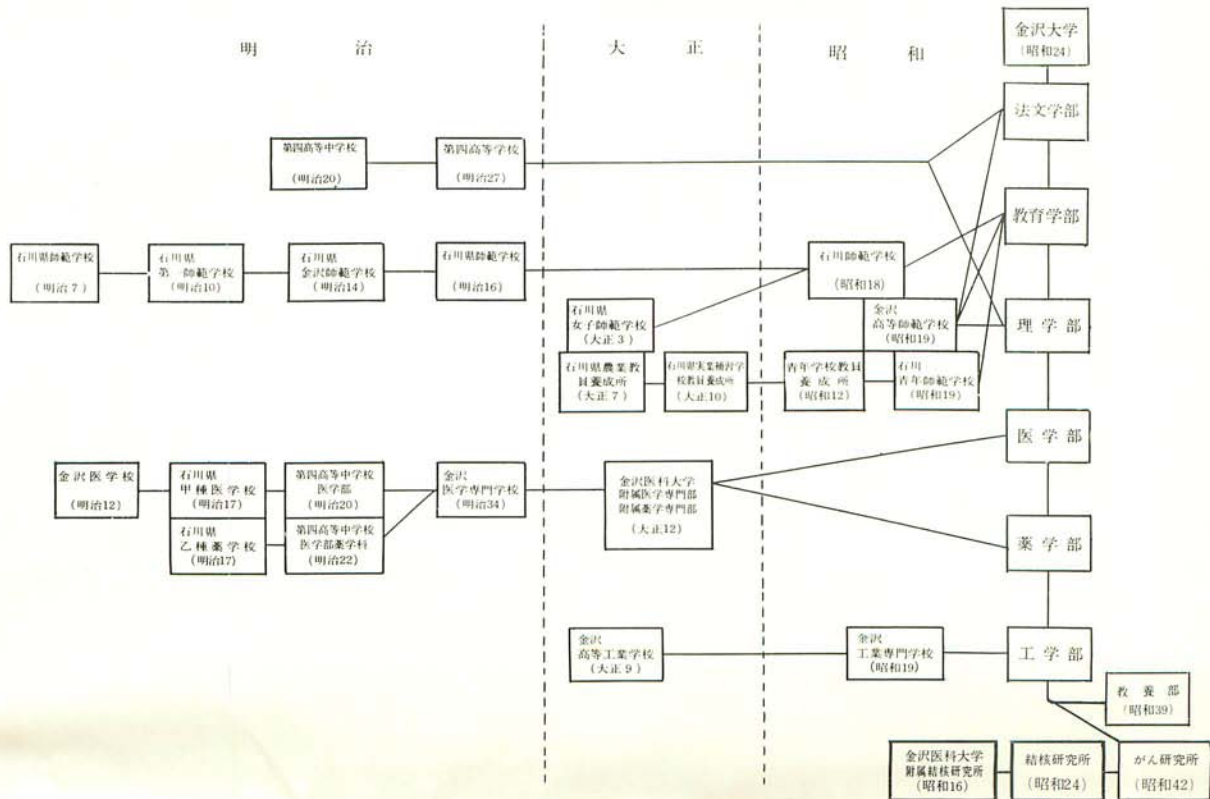 明治
大正
昭和
金沢大学
(昭和24)
法文学部
第四高等中学校
(明治20)
第四高等学校
(明治27)
教育学部
石川県師範学校
(明治7)
石川県
第一師範学校
(明治10)
石川県
金沢師範学校
(明治14)
石川県師範学校
(明治16)
石川師範学校
(昭和18)
石川県
女子師範学校
(大正3)
金沢
高等師範学校
(昭和19)
理学部
石川県農業教
員養成所
(大正7)
石川県実業補習学
校教員養成所
(大正10)
青年学校教員
養成所
(昭和12)
石川
青年師範学校
(昭和19)
医学部
金沢医学校
(明治12)
石川県
甲種医学校
(明治17)
第四高等中学校
医学部
(明治20)
金沢
医学専門学校
(明治34)
金沢医科大学
附属医学専門部
附属薬学専門部
(大正12)
石川県
乙種薬学校
(明治17)
第四高等中学校
医学部薬学科
(明治22)
薬学部
金沢
高等工業学校
(大正9)
金沢
工業専門学校
(昭和19)
工学部
教養部
(昭和39)
金沢医科大学
附属結核研究所
(昭和16)
結核研究所
(昭和24)
がん研究所
(昭和42)